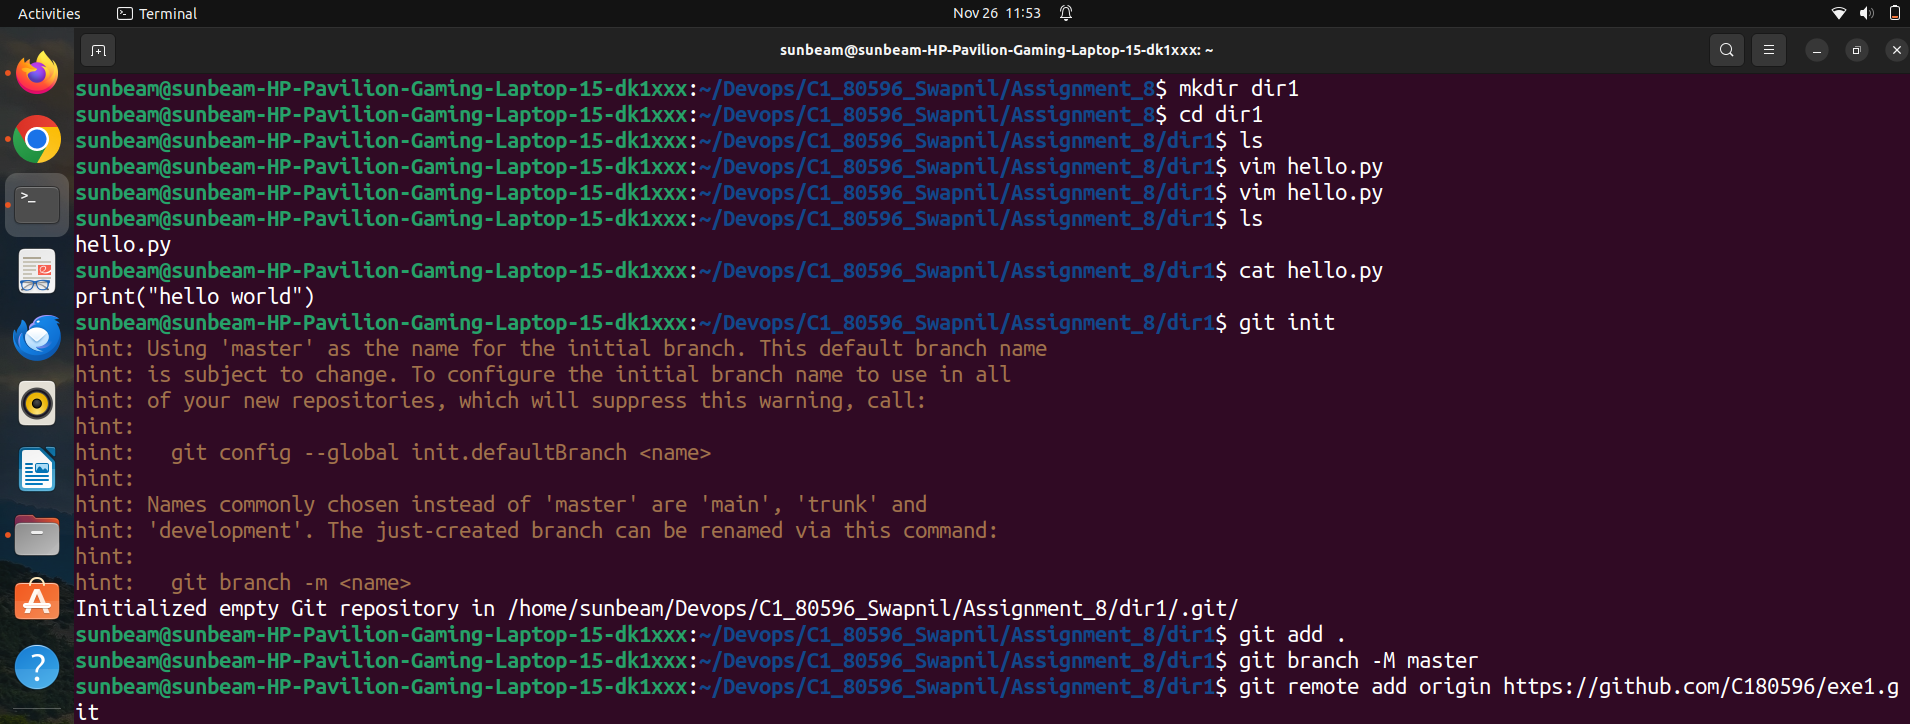 Activities
Terminal
Nov 26 11:53
sunbeam@sunbeam-HP-Pavilion-Gaming-Laptop-15-dk1xxx: ~
sunbeam@sunbeam-HP-Pavilion-Gaming-Laptop-15-dk1xxx:~/Devops/C1_80596_Swapnil/Assignment_8$ mkdir dir1
sunbeam@sunbeam-HP-Pavilion-Gaming-Laptop-15-dk1xxx:~/Devops/C1_80596_Swapnil/Assignment_8$ cd dir1
sunbeam@sunbeam-HP-Pavilion-Gaming-Laptop-15-dk1xxx:~/Devops/C1_80596_Swapnil/Assignment_8/dir1$ ls
sunbeam@sunbeam-HP-Pavilion-Gaming-Laptop-15-dk1xxx:~/Devops/C1_80596_Swapnil/Assignment_8/dir1$ vim hello.py
sunbeam@sunbeam-HP-Pavilion-Gaming-Laptop-15-dk1xxx:~/Devops/C1_80596_Swapnil/Assignment_8/dir1$ vim hello.py
sunbeam@sunbeam-HP-Pavilion-Gaming-Laptop-15-dk1xxx:~/Devops/C1_80596_Swapnil/Assignment_8/dir1$ ls
hello.py
sunbeam@sunbeam-HP-Pavilion-Gaming-Laptop-15-dk1xxx:~/Devops/C1_80596_Swapnil/Assignment_8/dir1$ cat hello.py
print("hello world")
sunbeam@sunbeam-HP-Pavilion-Gaming-Laptop-15-dk1xxx:~/Devops/C1_80596_Swapnil/Assignment_8/dir1$ git init
hint: Using 'master' as the name for the initial branch. This default branch name
hint: is subject to change. To configure the initial branch name to use in all
hint: of your new repositories, which will suppress this warning, call:
hint:
hint:   git config --global init.defaultBranch <name>
hint:
hint: Names commonly chosen instead of 'master' are 'main', 'trunk' and
hint: 'development'. The just-created branch can be renamed via this command:
hint:
hint:   git branch -m <name>
Initialized empty Git repository in /home/sunbeam/Devops/C1_80596_Swapnil/Assignment_8/dir1/.git/
sunbeam@sunbeam-HP-Pavilion-Gaming-Laptop-15-dk1xxx:~/Devops/C1_80596_Swapnil/Assignment_8/dir1$ git add .
sunbeam@sunbeam-HP-Pavilion-Gaming-Laptop-15-dk1xxx:~/Devops/C1_80596_Swapnil/Assignment_8/dir1$ git branch -M master
sunbeam@sunbeam-HP-Pavilion-Gaming-Laptop-15-dk1xxx:~/Devops/C1_80596_Swapnil/Assignment_8/dir1$ git remote add origin https://github.com/C180596/exe1.g
it